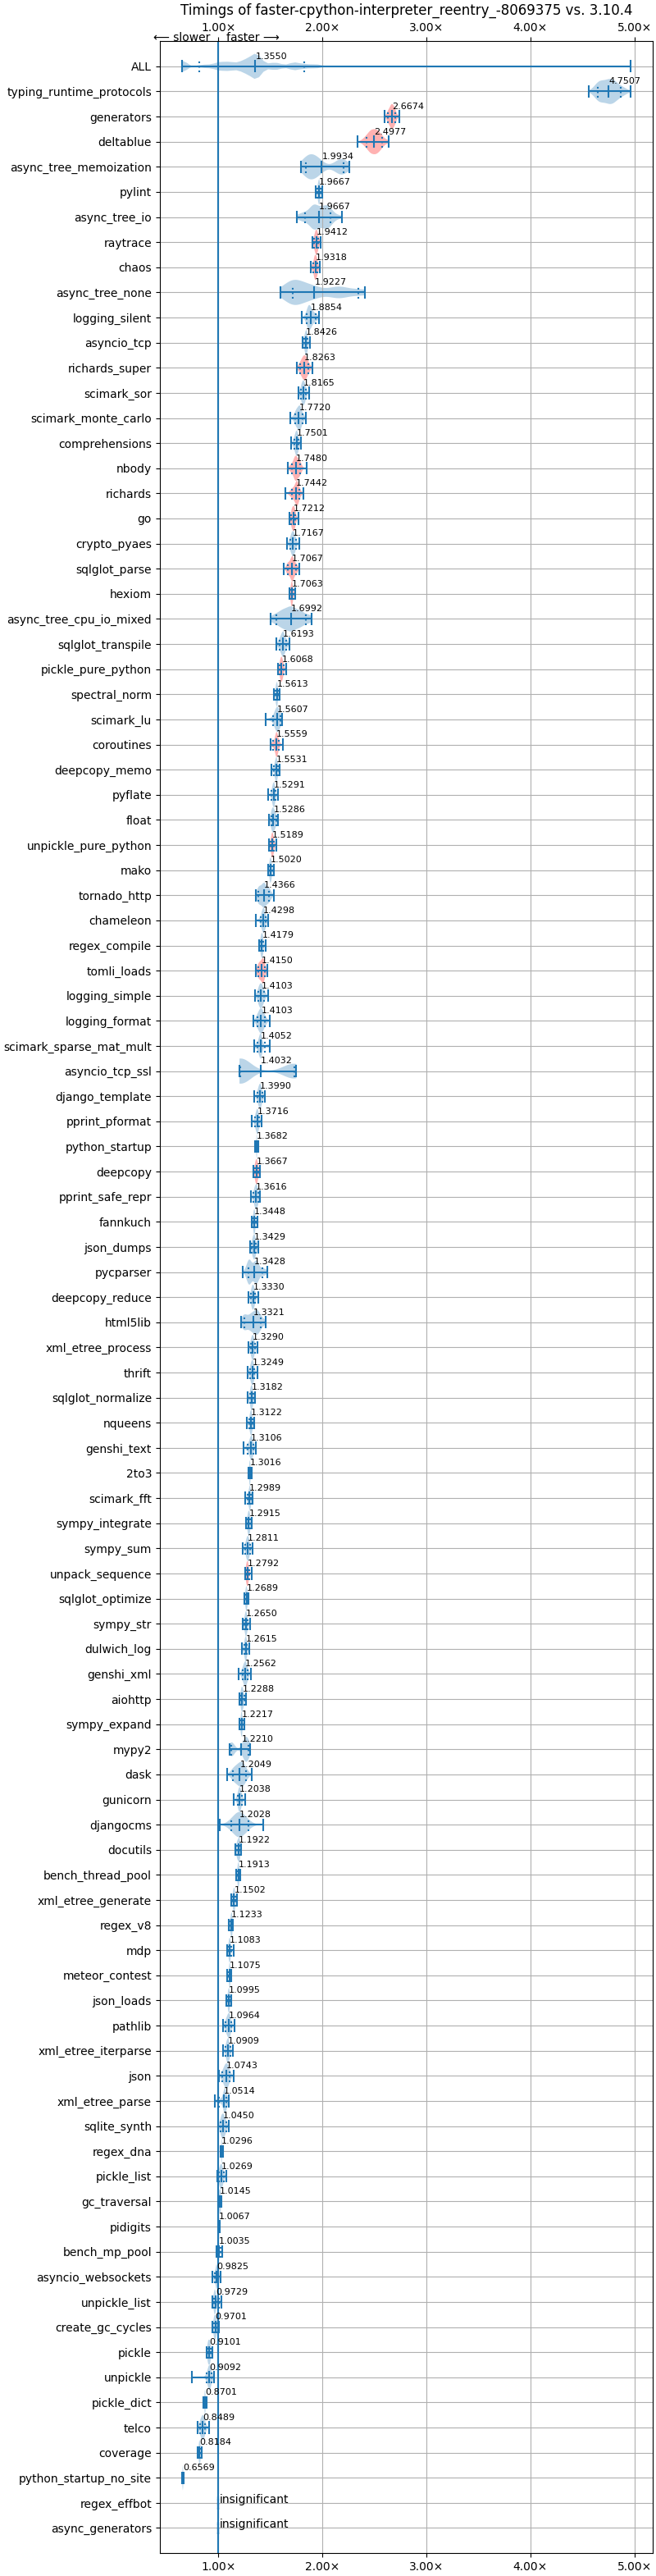 Timings of faster-cpython-interpreter_reentry_-8069375 vs. 3.10.4
1.00× 2.00× 3.00× 4.00× 5.00×
⟵ slower faster ⟶
ALL 1.3550
typing_runtime_protocols 4.7507
generators 2.6674
deltablue 2.4977
async_tree_memoization 1.9934
pylint 1.9667
async_tree_io 1.9667
raytrace 1.9412
chaos 1.9318
async_tree_none 1.9227
logging_silent 1.8854
asyncio_tcp 1.8426
richards_super 1.8263
scimark_sor 1.8165
scimark_monte_carlo 1.7720
comprehensions 1.7501
nbody 1.7480
richards 1.7442
go 1.7212
crypto_pyaes 1.7167
sqlglot_parse 1.7067
hexiom 1.7063
async_tree_cpu_io_mixed 1.6992
sqlglot_transpile 1.6193
pickle_pure_python 1.6068
spectral_norm 1.5613
scimark_lu 1.5607
coroutines 1.5559
deepcopy_memo 1.5531
pyflate 1.5291
float 1.5286
unpickle_pure_python 1.5189
mako 1.5020
tornado_http 1.4366
chameleon 1.4298
regex_compile 1.4179
tomli_loads 1.4150
logging_simple 1.4103
logging_format 1.4103
scimark_sparse_mat_mult 1.4052
asyncio_tcp_ssl 1.4032
django_template 1.3990
pprint_pformat 1.3716
python_startup 1.3682
deepcopy 1.3667
pprint_safe_repr 1.3616
fannkuch 1.3448
json_dumps 1.3429
pycparser 1.3428
deepcopy_reduce 1.3330
html5lib 1.3321
xml_etree_process 1.3290
thrift 1.3249
sqlglot_normalize 1.3182
nqueens 1.3122
genshi_text 1.3106
2to3 1.3016
scimark_fft 1.2989
sympy_integrate 1.2915
sympy_sum 1.2811
unpack_sequence 1.2792
sqlglot_optimize 1.2689
sympy_str 1.2650
dulwich_log 1.2615
genshi_xml 1.2562
aiohttp 1.2288
sympy_expand 1.2217
mypy2 1.2210
dask 1.2049
gunicorn 1.2038
djangocms 1.2028
docutils 1.1922
bench_thread_pool 1.1913
xml_etree_generate 1.1502
regex_v8 1.1233
mdp 1.1083
meteor_contest 1.1075
json_loads 1.0995
pathlib 1.0964
xml_etree_iterparse 1.0909
json 1.0743
xml_etree_parse 1.0514
sqlite_synth 1.0450
regex_dna 1.0296
pickle_list 1.0269
gc_traversal 1.0145
pidigits 1.0067
bench_mp_pool 1.0035
asyncio_websockets 0.9825
unpickle_list 0.9729
create_gc_cycles 0.9701
pickle 0.9101
unpickle 0.9092
pickle_dict 0.8701
telco 0.8489
coverage 0.8184
python_startup_no_site 0.6569
regex_effbot insignificant
async_generators insignificant
1.00× 2.00× 3.00× 4.00× 5.00×